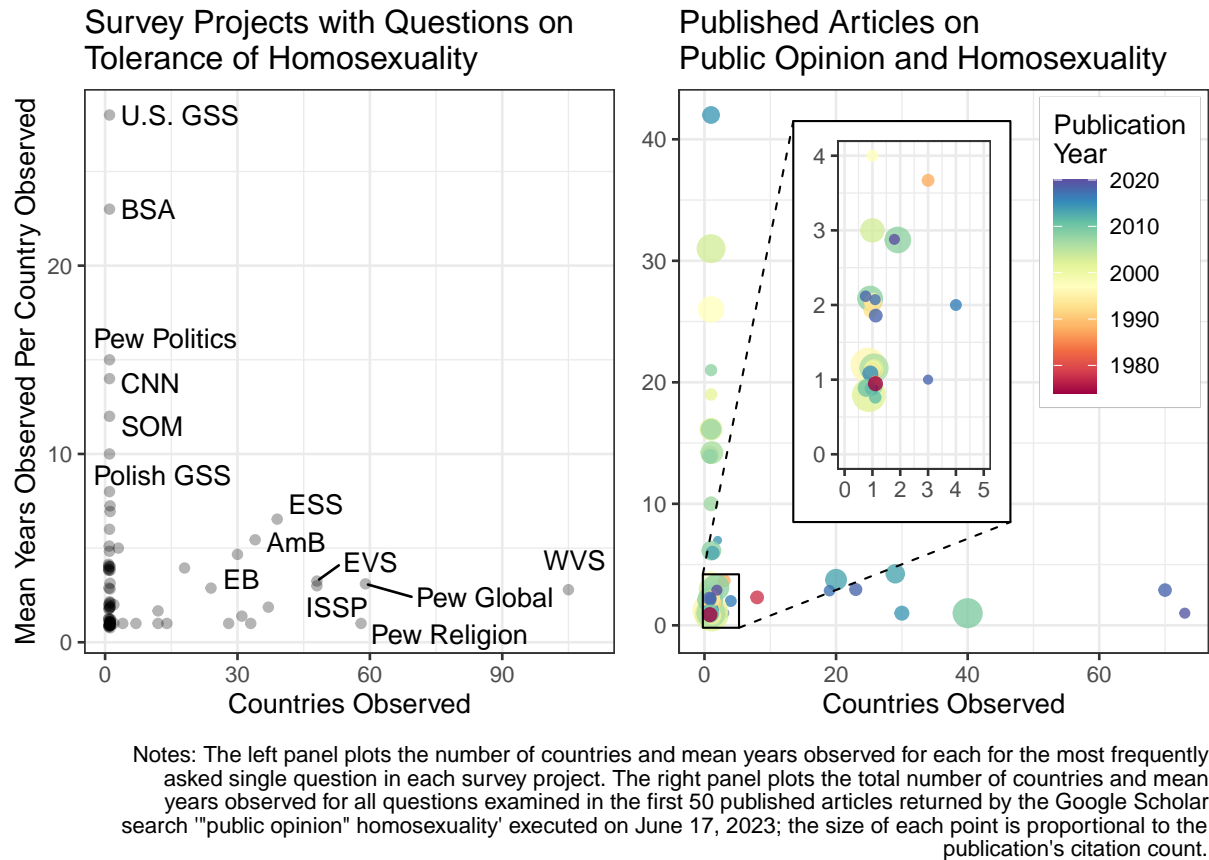 Survey Projects with Questions on
Tolerance of Homosexuality
Mean Years Observed Per Country Observed
20
10
0
U.S. GSS
BSA
Pew Politics
CNN
SOM
Polish GSS
ESS
AmB
EVS
WVS
EB
ISSP
Pew Global
Pew Religion
0
30
60
90
Countries Observed
Published Articles on
Public Opinion and Homosexuality
40
30
20
10
0
4
3
2
1
0
0
1
2
3
4
5
Publication
Year
2020
2010
2000
1990
1980
0
20
40
60
Countries Observed
Notes: The left panel plots the number of countries and mean years observed for each for the most frequently
asked single question in each survey project. The right panel plots the total number of countries and mean
years observed for all questions examined in the first 50 published articles returned by the Google Scholar
search '"public opinion" homosexuality' executed on June 17, 2023; the size of each point is proportional to the
publication's citation count.